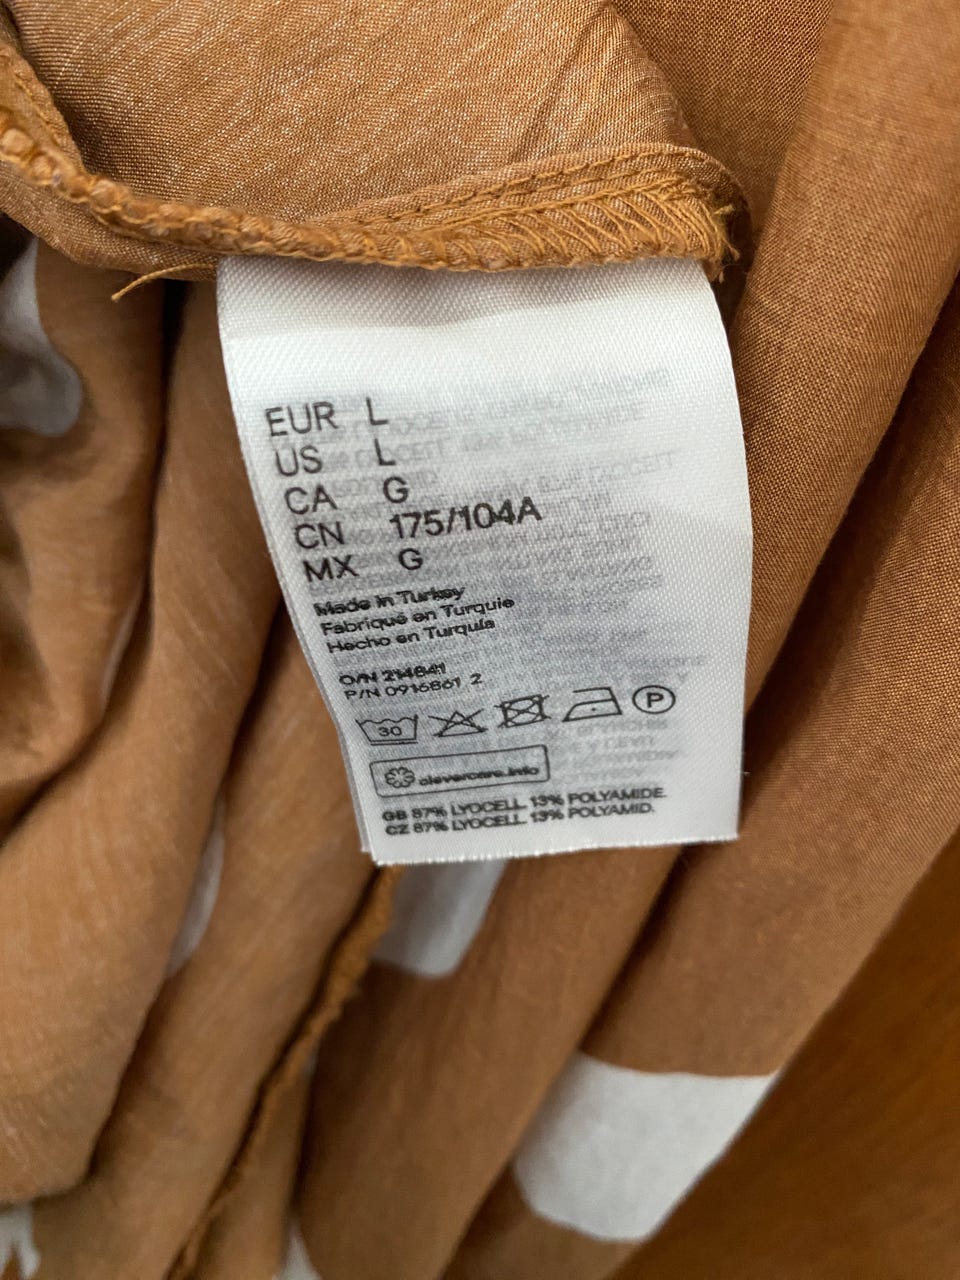 EUR L
US L
CA G
CN 175/104A
MX G
Made in Turkey
Fabriqué en Turquie
Hecho en Turquía
O/N 214841
P/N 0916861 2
30
P
clevercare.info
GB 87% LYOCELL 13% POLYAMIDE.
CZ 87% LYOCELL 13% POLYAMID.